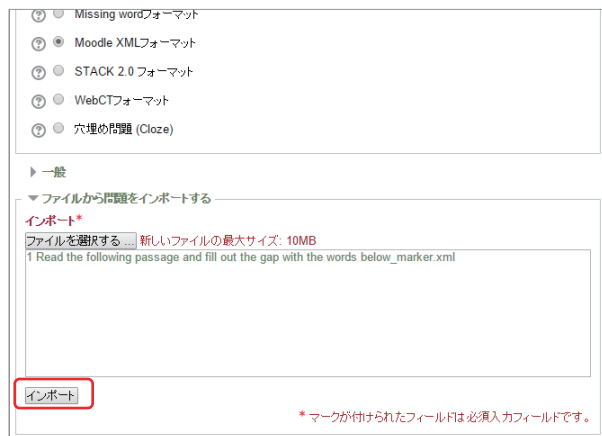 Missing wordフォーマット
Moodle XMLフォーマット
STACK 2.0 フォーマット
WebCTフォーマット
穴埋め問題 (Cloze)
一般
ファイルから問題をインポートする
インポート*
ファイルを選択する ... 新しいファイルの最大サイズ: 10MB
1 Read the following passage and fill out the gap with the words below_marker.xml
インポート
* マークが付けられたフィールドは必須入力フィールドです。